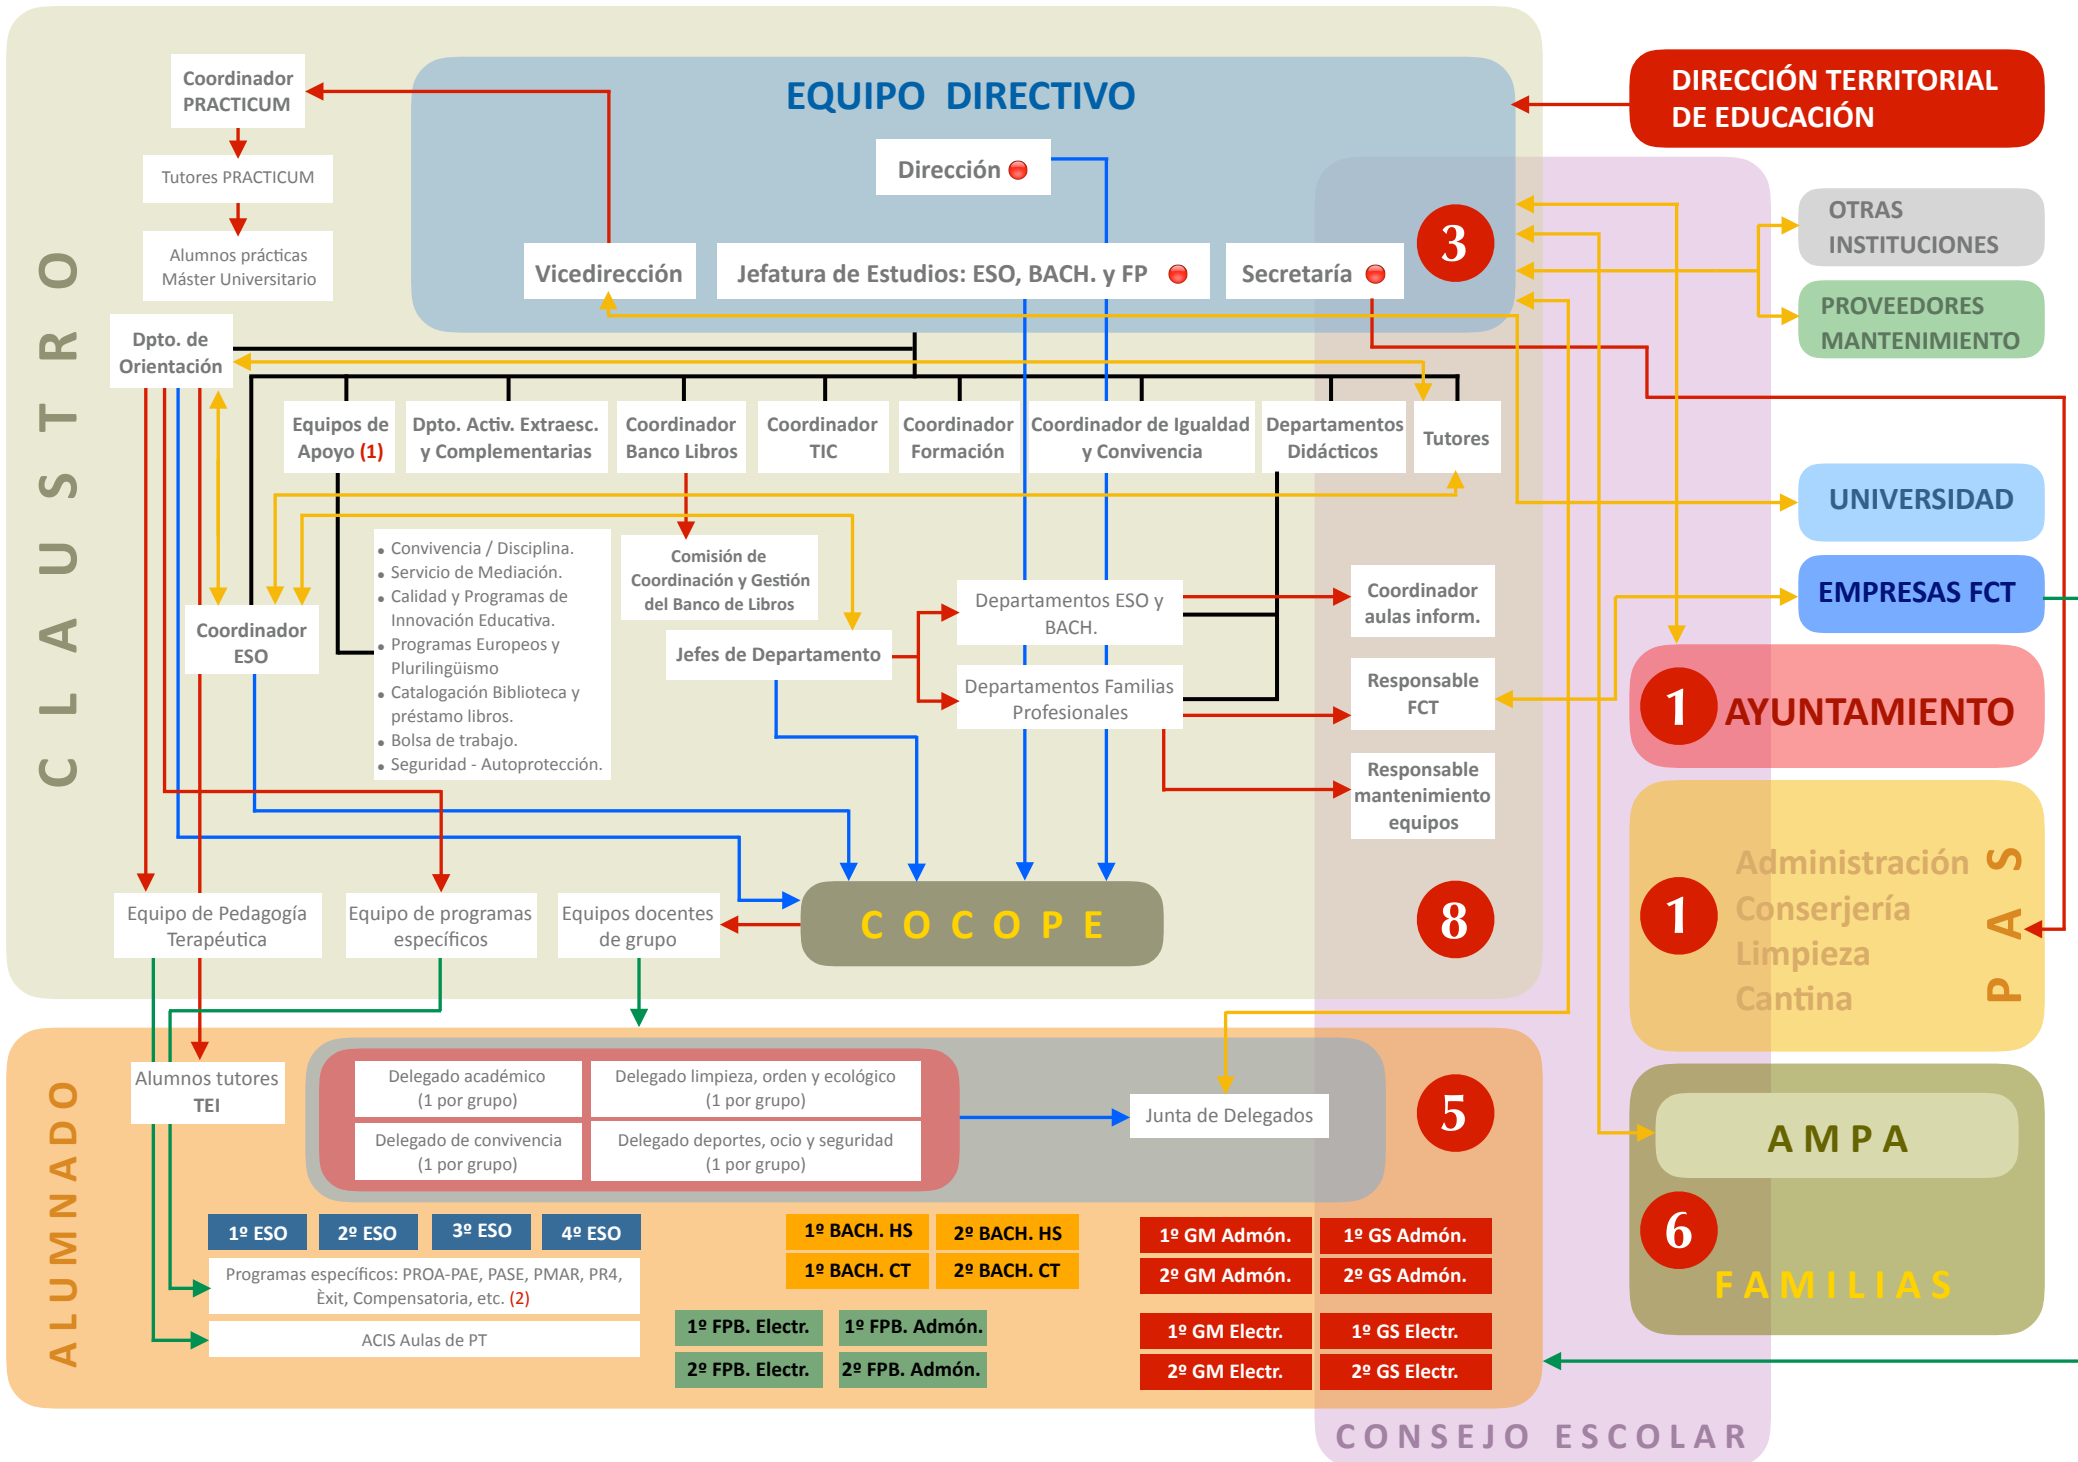 CLAUSTRO
Coordinador
PRACTICUM
Tutores PRACTICUM
Alumnos prácticas
Máster Universitario
EQUIPO DIRECTIVO
Dirección
Vicedirección
Jefatura de Estudios: ESO, BACH. y FP
Secretaría
3
DIRECCIÓN TERRITORIAL
DE EDUCACIÓN
OTRAS
INSTITUCIONES
PROVEEDORES
MANTENIMIENTO
Dpto. de
Orientación
Equipos de
Apoyo (1)
Dpto. Activ. Extraesc.
y Complementarias
Coordinador
Banco Libros
Coordinador
TIC
Coordinador
Formación
Coordinador de Igualdad
y Convivencia
Departamentos
Didácticos
Tutores
UNIVERSIDAD
EMPRESAS FCT
• Convivencia / Disciplina.
• Servicio de Mediación.
• Calidad y Programas de
Innovación Educativa.
• Programas Europeos y
Plurilingüismo
• Catalogación Biblioteca y
préstamo libros.
• Bolsa de trabajo.
• Seguridad - Autoprotección.
Comisión de
Coordinación y Gestión
del Banco de Libros
Coordinador
ESO
Jefes de Departamento
Departamentos ESO y
BACH.
Departamentos Familias
Profesionales
Coordinador
aulas inform.
Responsable
FCT
Responsable
mantenimiento
equipos
1
AYUNTAMIENTO
1
Administración
Conserjería
Limpieza
Cantina
PAS
Equipo de Pedagogía
Terapéutica
Equipo de programas
específicos
Equipos docentes
de grupo
COCOPE
8
ALUMNADO
Alumnos tutores
TEI
Delegado académico
(1 por grupo)
Delegado limpieza, orden y ecológico
(1 por grupo)
Delegado de convivencia
(1 por grupo)
Delegado deportes, ocio y seguridad
(1 por grupo)
Junta de Delegados
5
AMPA
6
FAMILIAS
1º ESO
2º ESO
3º ESO
4º ESO
Programas específicos: PROA-PAE, PASE, PMAR, PR4,
Èxit, Compensatoria, etc. (2)
ACIS Aulas de PT
1º BACH. HS
2º BACH. HS
1º BACH. CT
2º BACH. CT
1º FPB. Electr.
1º FPB. Admón.
2º FPB. Electr.
2º FPB. Admón.
1º GM Admón.
1º GS Admón.
2º GM Admón.
2º GS Admón.
1º GM Electr.
1º GS Electr.
2º GM Electr.
2º GS Electr.
CONSEJO ESCOLAR